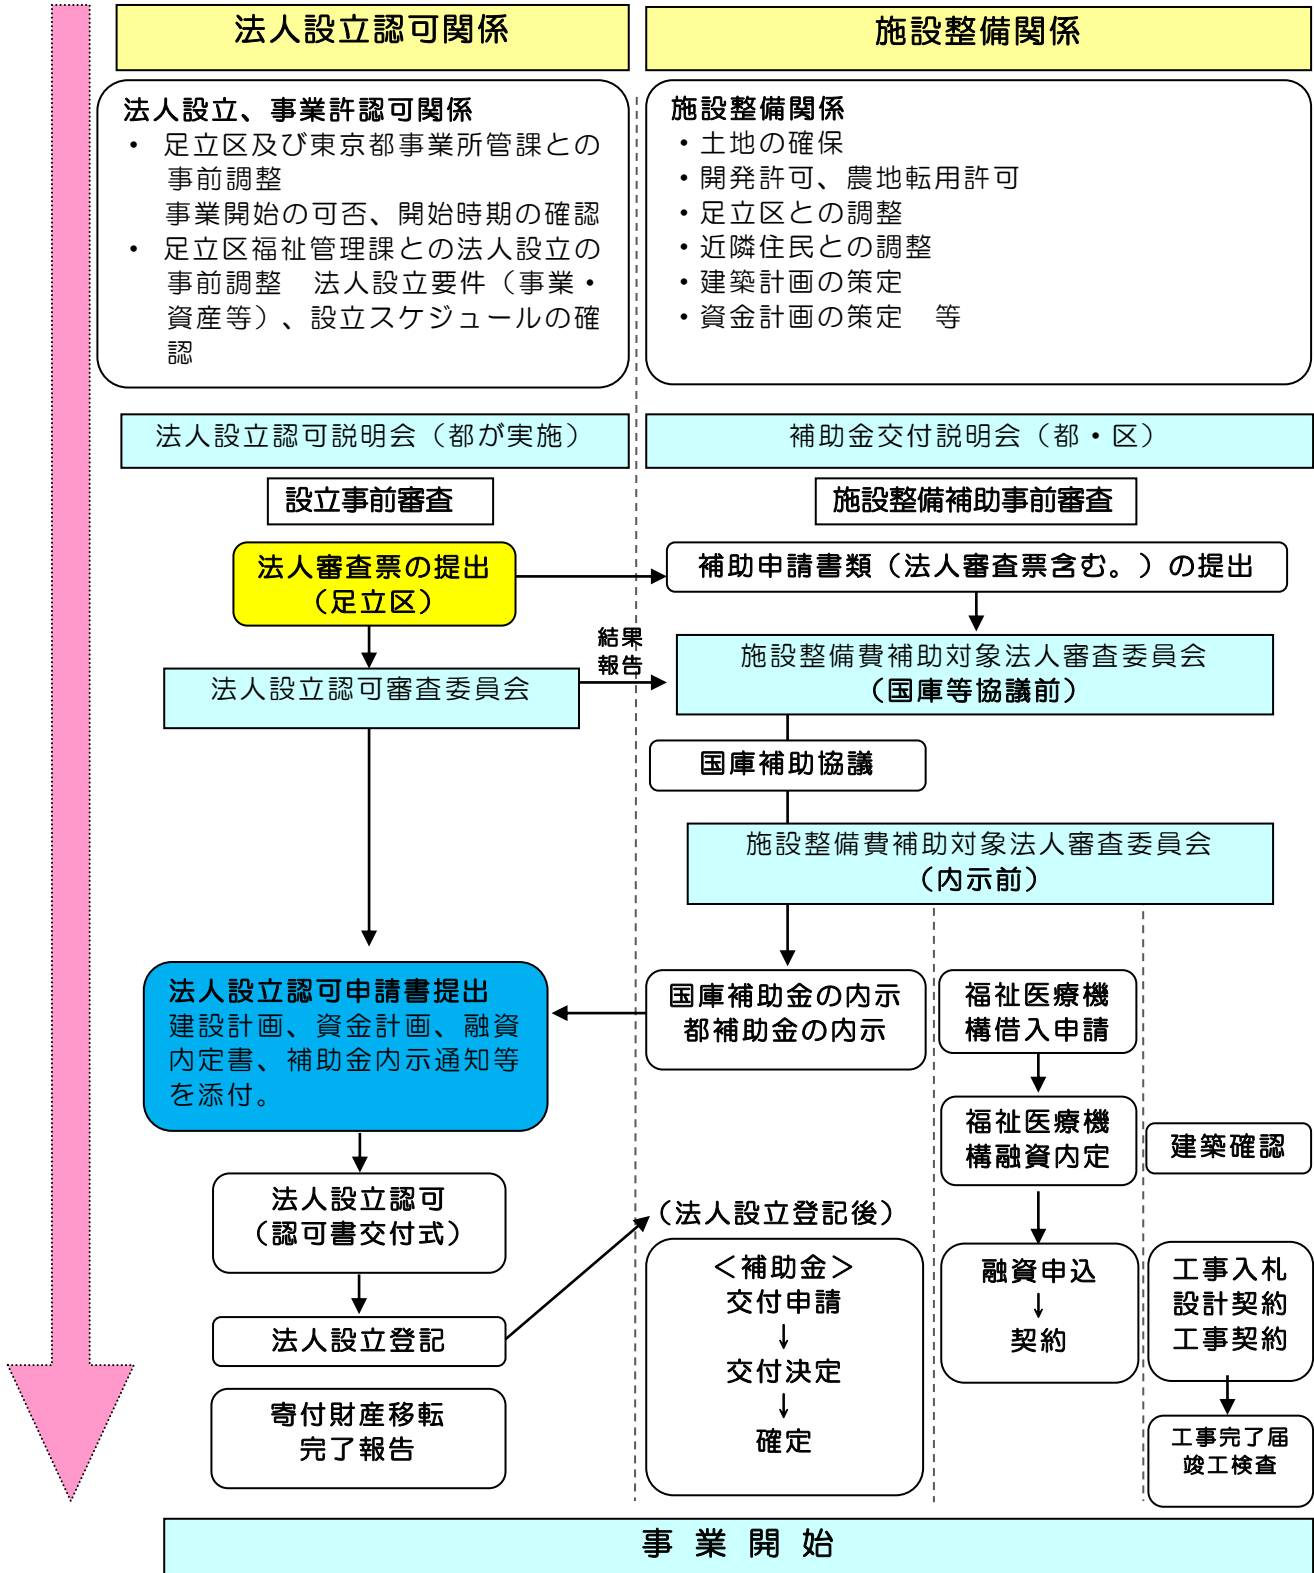 法人設立認可関係
施設整備関係
法人設立、事業許認可関係
・ 足立区及び東京都事業所管課との
事前調整
事業開始の可否、開始時期の確認
・ 足立区福祉管理課との法人設立の
事前調整　法人設立要件（事業・
資産等）、設立スケジュールの確
認
施設整備関係
・土地の確保
・開発許可、農地転用許可
・足立区との調整
・近隣住民との調整
・建築計画の策定
・資金計画の策定　等
法人設立認可説明会（都が実施）
補助金交付説明会（都・区）
設立事前審査
施設整備補助事前審査
法人審査票の提出
（足立区）
補助申請書類（法人審査票含む。）の提出
結果
報告
法人設立認可審査委員会
施設整備費補助対象法人審査委員会
（国庫等協議前）
国庫補助協議
施設整備費補助対象法人審査委員会
（内示前）
法人設立認可申請書提出
建設計画、資金計画、融資
内定書、補助金内示通知等
を添付。
国庫補助金の内示
都補助金の内示
福祉医療機
構借入申請
福祉医療機
構融資内定
建築確認
法人設立認可
（認可書交付式）
（法人設立登記後）
＜補助金＞
交付申請
↓
交付決定
↓
確定
融資申込
↓
契約
工事入札
設計契約
工事契約
法人設立登記
寄付財産移転
完了報告
工事完了届
竣工検査
事業開始